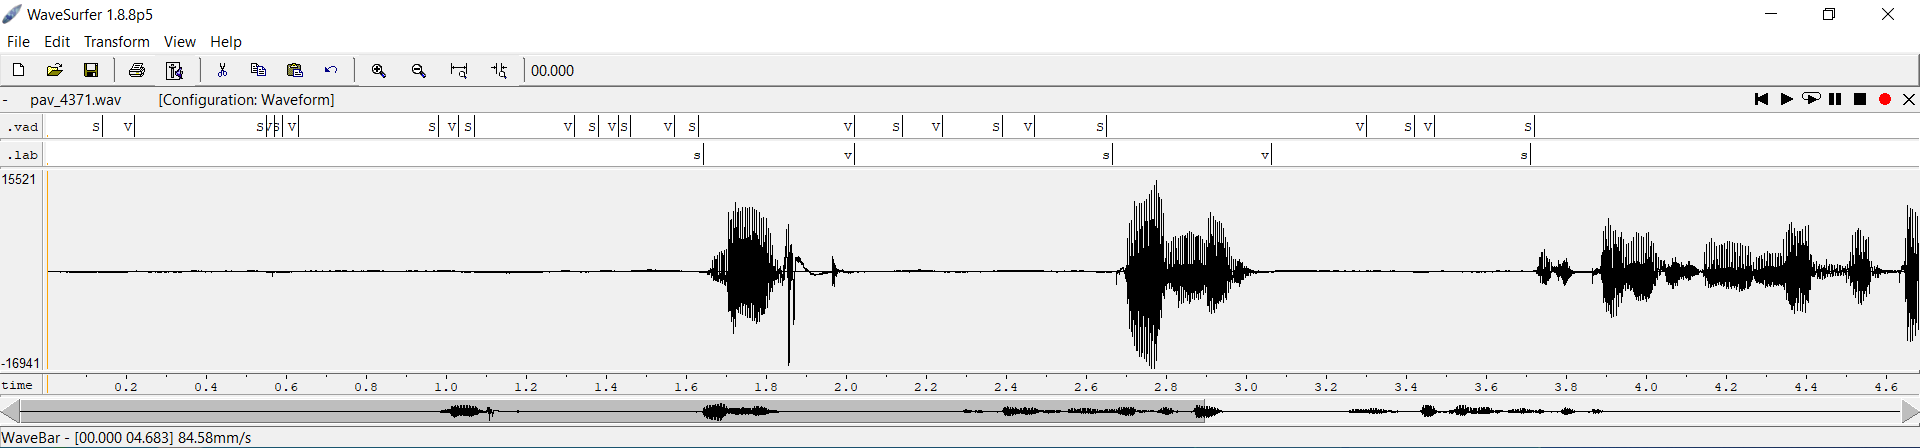 WaveSurfer 1.8.8p5
File Edit Transform View Help
00.000
- pav_4371.wav [Configuration: Waveform]
.vad s v s v s v s v s v s v s v s v s v s v s v s v s
.lab s v s v s
15521
-16941
time 0.2 0.4 0.6 0.8 1.0 1.2 1.4 1.6 1.8 2.0 2.2 2.4 2.6 2.8 3.0 3.2 3.4 3.6 3.8 4.0 4.2 4.4 4.6
WaveBar - [00.000 04.683] 84.58mm/s